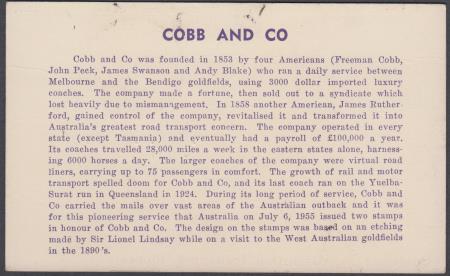 COBB AND CO
Cobb and Co was founded in 1853 by four Americans (Freeman Cobb,
John Peck, James Swanson and Andy Blake) who ran a daily service between
Melbourne and the Bendigo goldfields, using 3000 dollar imported luxury
coaches. The company made a fortune, then sold out to a syndicate which
lost heavily due to mismanagement. In 1858 another American, James Ruther-
ford, gained control of the company, revitalised it and transformed it into
Australia's greatest road transport concern. The company operated in every
state (except Tasmania) and eventually had a payroll of £100,000 a year.
Its coaches travelled 28,000 miles a week in the eastern states alone, harness-
ing 6000 horses a day. The larger coaches of the company were virtual road
liners, carrying up to 75 passengers in comfort. The growth of rail and motor
transport spelled doom for Cobb and Co, and its last coach ran on the Yuelba-
Surat run in Queensland in 1924. During its long period of service, Cobb and
Co carried the mails over vast areas of the Australian outback and it was
for this pioneering service that Australia on July 6, 1955 issued two stamps
in honour of Cobb and Co. The design on the stamps was based on an etching
made by Sir Lionel Lindsay while on a visit to the West Australian goldfields
in the 1890's.